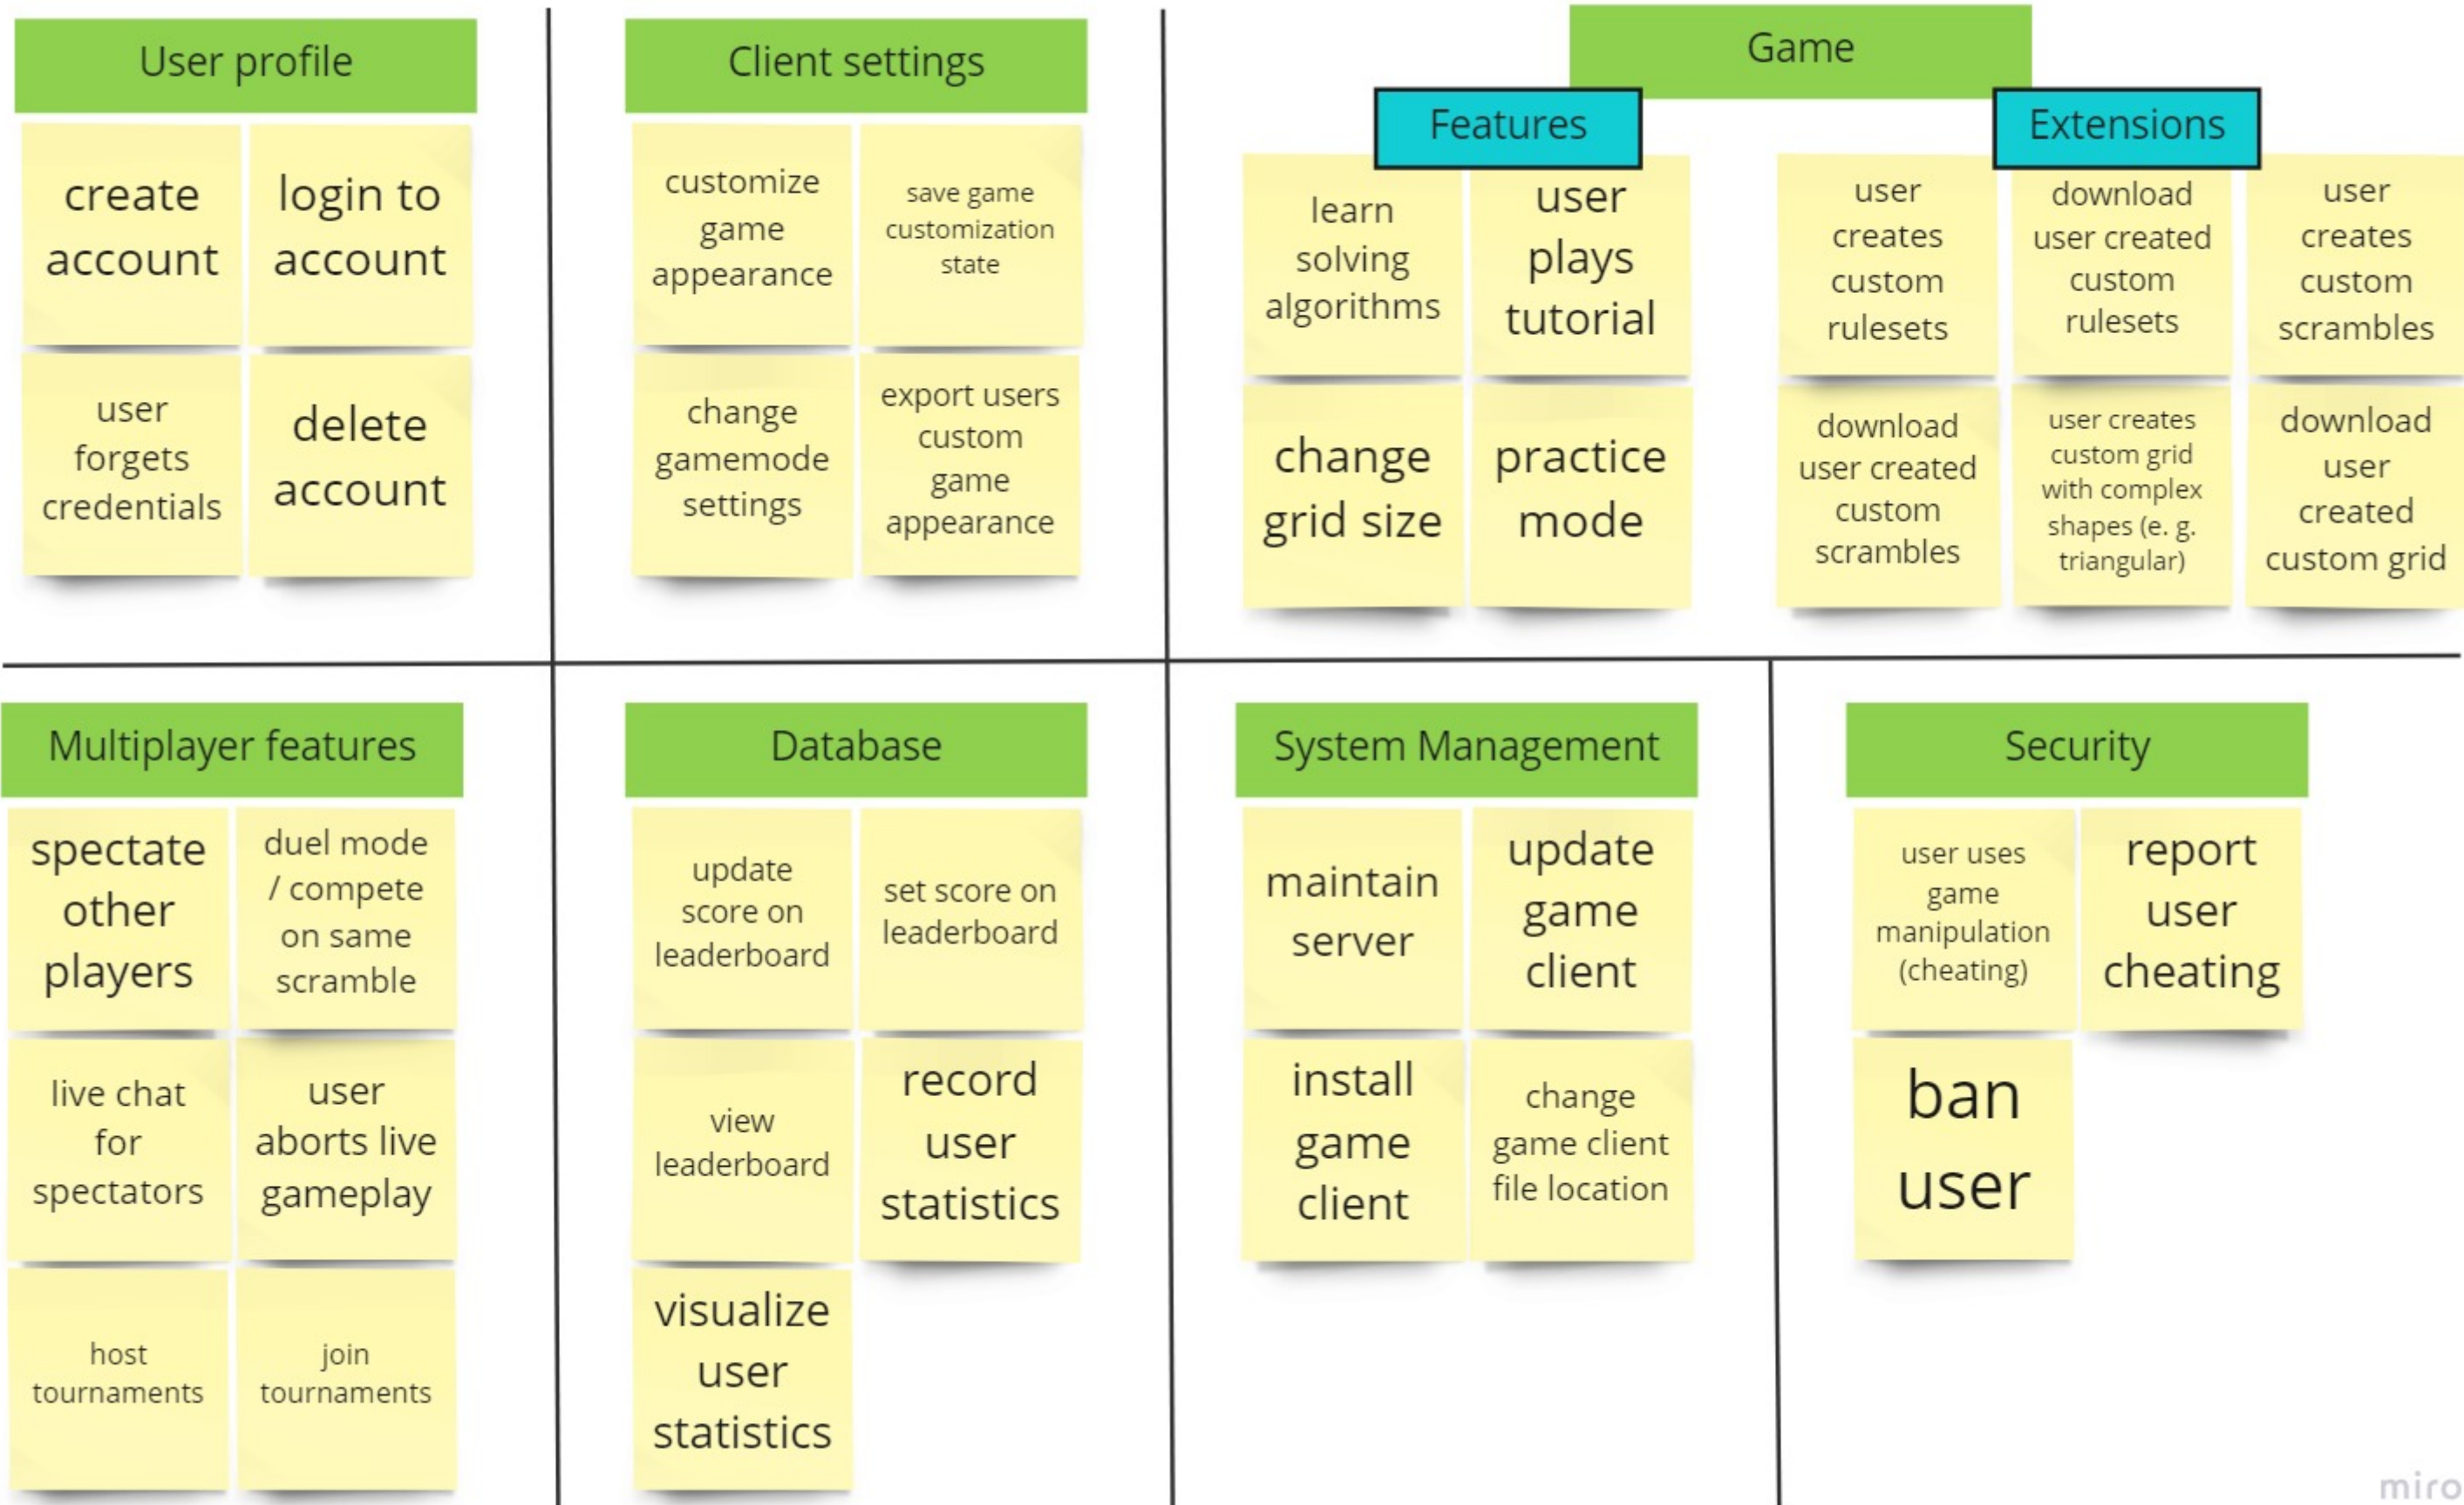 User profile
create
account
login to
account
user
forgets
credentials
delete
account
Client settings
customize
game
appearance
save game
customization
state
change
gamemode
settings
export users
custom
game
appearance
Game
Features
learn
solving
algorithms
user
plays
tutorial
change
grid size
practice
mode
Extensions
user
creates
custom
rulesets
download
user created
custom
rulesets
user
creates
custom
scrambles
download
user created
custom
scrambles
user creates
custom grid
with complex
shapes (e. g.
triangular)
download
user
created
custom grid
Multiplayer features
spectate
other
players
duel mode
/ compete
on same
scramble
live chat
for
spectators
user
aborts live
gameplay
host
tournaments
join
tournaments
Database
update
score on
leaderboard
set score on
leaderboard
view
leaderboard
record
user
statistics
visualize
user
statistics
System Management
maintain
server
update
game
client
install
game
client
change
game client
file location
Security
user uses
game
manipulation
(cheating)
report
user
cheating
ban
user
miro